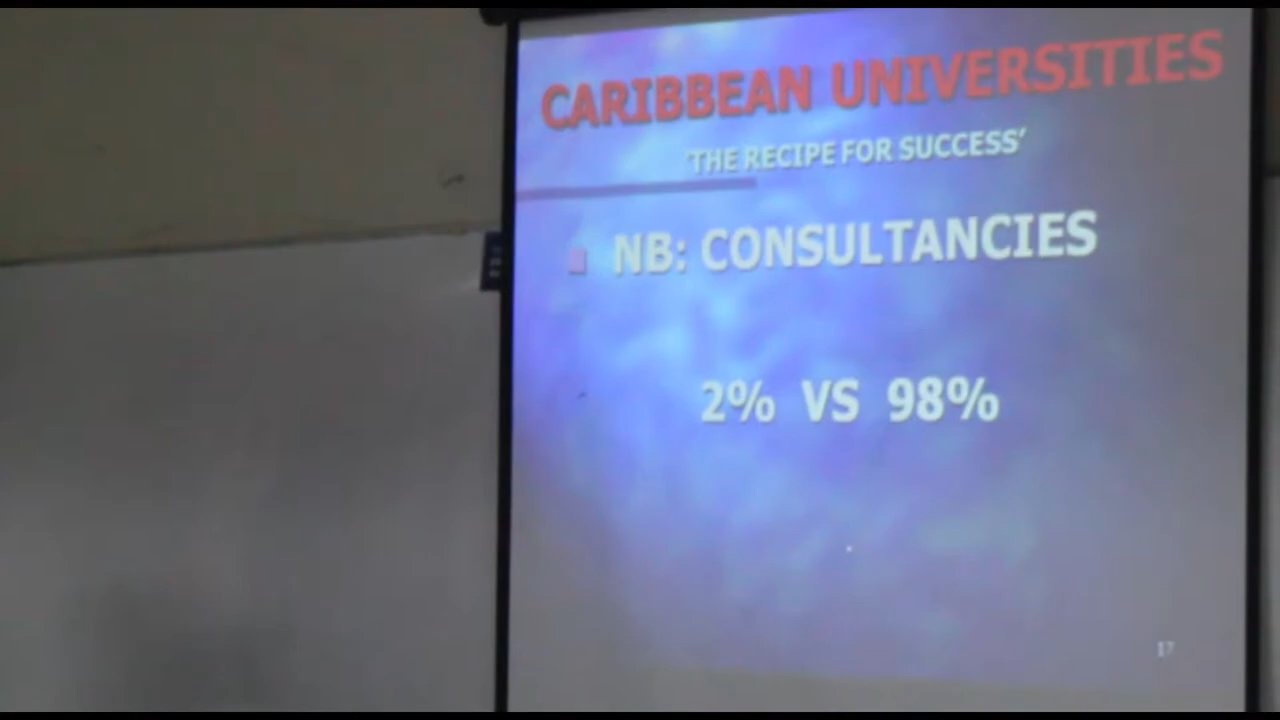 CARIBBEAN UNIVERSITIES
'THE RECIPE FOR SUCCESS'
NB: CONSULTANCIES
2% VS 98%
17